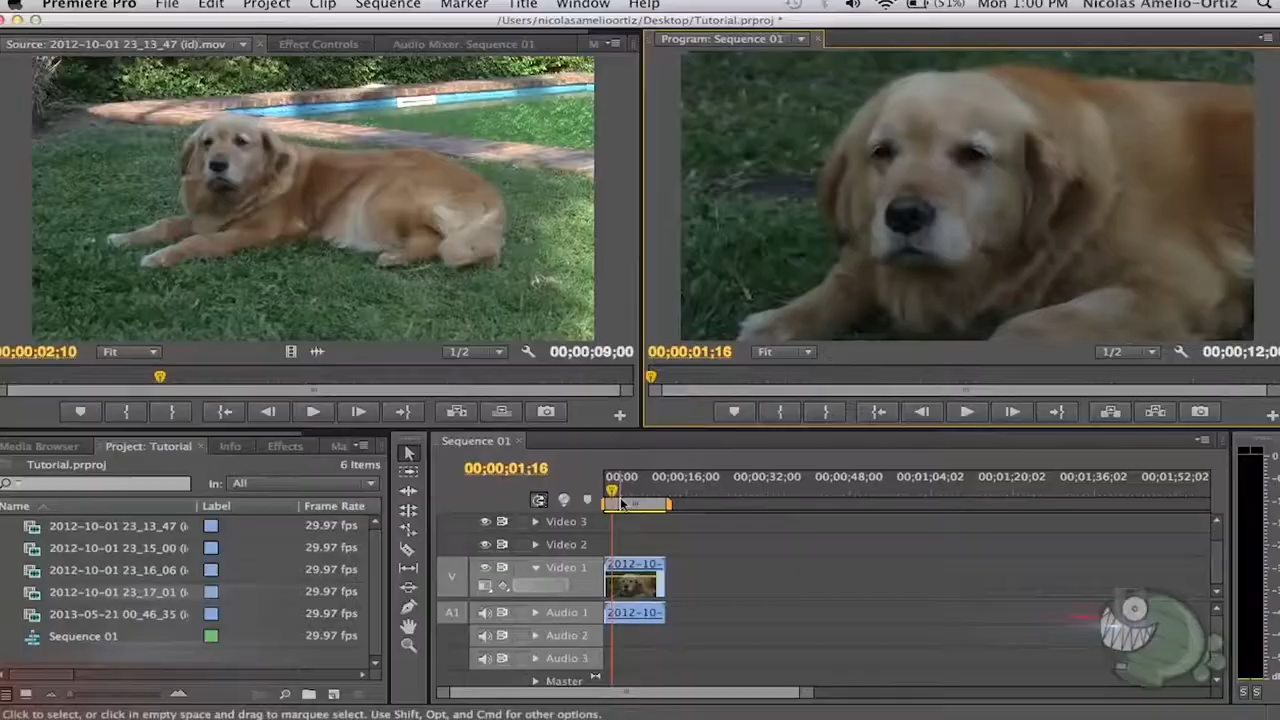 Premiere Pro File Edit Project Clip Sequence Marker Title Window Help (51%) Mon 1:00 PM Nicolas Amelio-Ortiz
/Users/nicolasamelioortiz/Desktop/Tutorial.prproj *
Source: 2012-10-01 23_13_47 (id).mov Effect Controls Audio Mixer: Sequence 01 M
Program: Sequence 01
00;00;02;10 Fit 1/2 00;00;09;00
00;00;01;16 Fit 1/2 00;00;12;00
Media Browser Project: Tutorial Info Effects Ma
Tutorial.prproj 6 Items
In: All
Name Label Frame Rate
2012-10-01 23_13_47 (i 29.97 fps
2012-10-01 23_15_00 (i 29.97 fps
2012-10-01 23_16_06 (i 29.97 fps
2012-10-01 23_17_01 (i 29.97 fps
2013-05-21 00_46_35 (i 29.97 fps
Sequence 01 29.97 fps
Sequence 01
00;00;01;16
00;00 00;00;16;00 00;00;32;00 00;00;48;00 00;01;04;02 00;01;20;02 00;01;36;02 00;01;52;02
Video 3
Video 2
V Video 1 2012-10-
A1 Audio 1 2012-10-
Audio 2
Audio 3
Master
S S
Click to select, or click in empty space and drag to marquee select. Use Shift, Opt, and Cmd for other options.